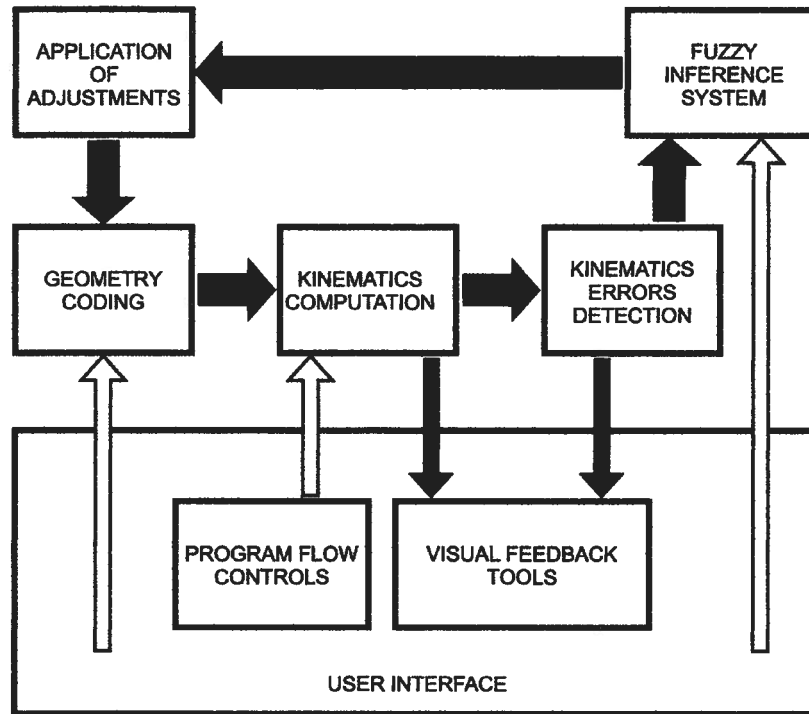 APPLICATION
OF
ADJUSTMENTS
FUZZY
INFERENCE
SYSTEM
GEOMETRY
CODING
KINEMATICS
COMPUTATION
KINEMATICS
ERRORS
DETECTION
PROGRAM FLOW
CONTROLS
VISUAL FEEDBACK
TOOLS
USER INTERFACE